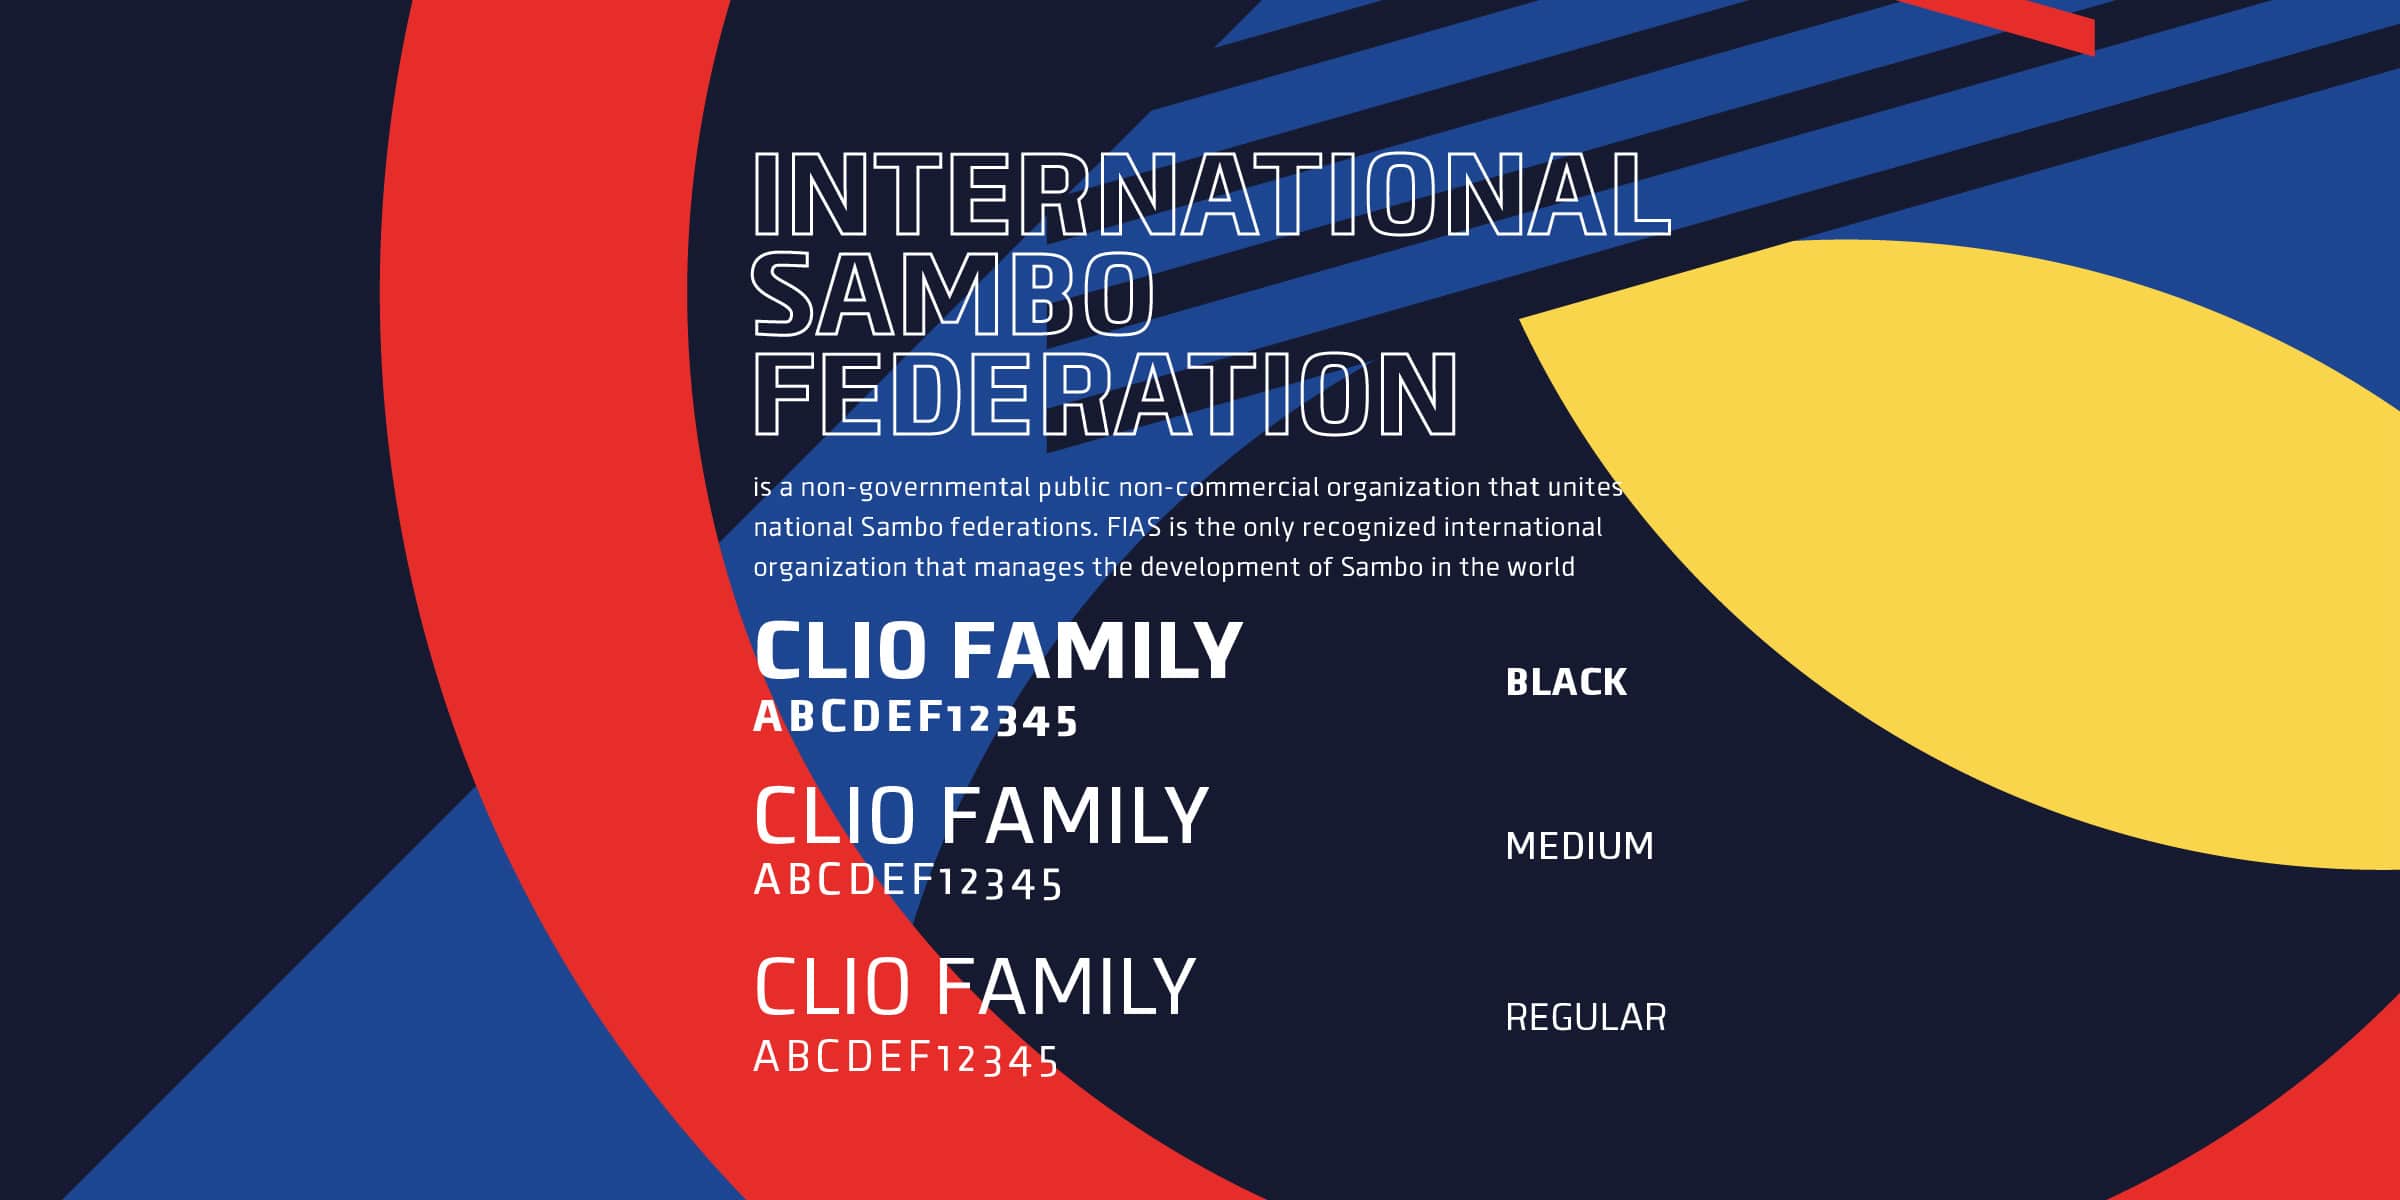 INTERNATIONAL
SAMBO
FEDERATION
is a non-governmental public non-commercial organization that unites
national Sambo federations. FIAS is the only recognized international
organization that manages the development of Sambo in the world
CLIO FAMILY
BLACK
ABCDEF12345
CLIO FAMILY
MEDIUM
ABCDEF12345
CLIO FAMILY
REGULAR
ABCDEF12345